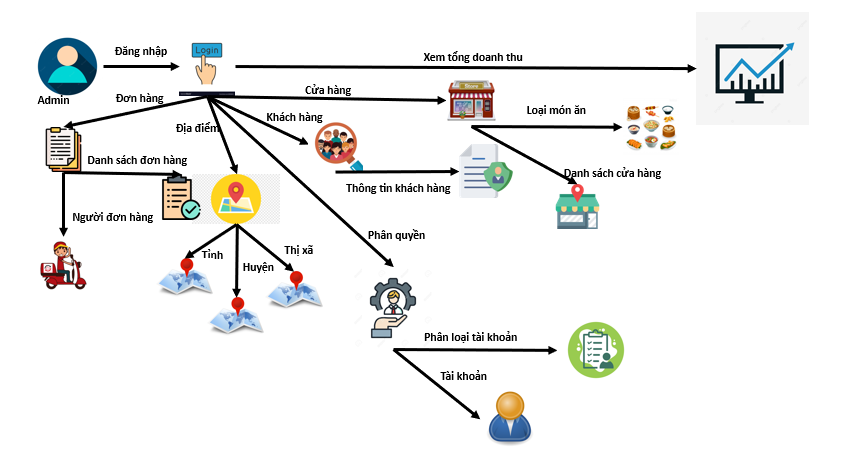 Đăng nhập
Login
Xem tổng doanh thu
Admin
Đơn hàng
Cửa hàng
Khách hàng
Loại món ăn
Địa điểm
Danh sách đơn hàng
Thông tin khách hàng
Danh sách cửa hàng
Người đơn hàng
Phân quyền
Tỉnh
Huyện
Thị xã
Phân loại tài khoản
Tài khoản